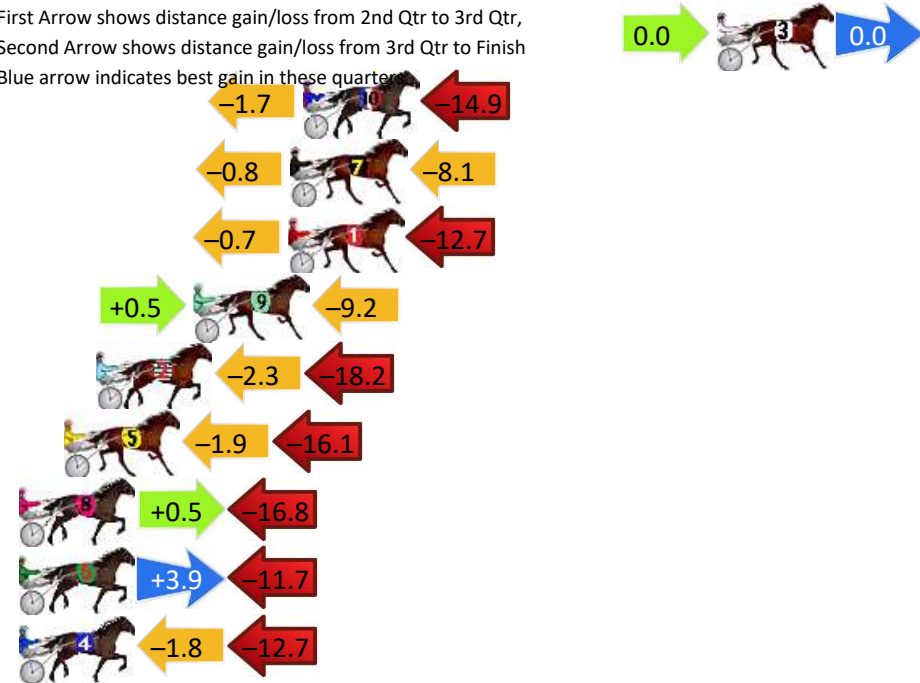 First Arrow shows distance gain/loss from 2nd Qtr to 3rd Qtr,
0.0 3 0.0
Second Arrow shows distance gain/loss from 3rd Qtr to Finish
Blue arrow indicates best gain in these quarters
–1.7 –14.9
–0.8 7 –8.1
–0.7 1 –12.7
+0.5 9 –9.2
2 –2.3 –18.2
5 –1.9 –16.1
8 +0.5 –16.8
6 +3.9 –11.7
4 –1.8 –12.7